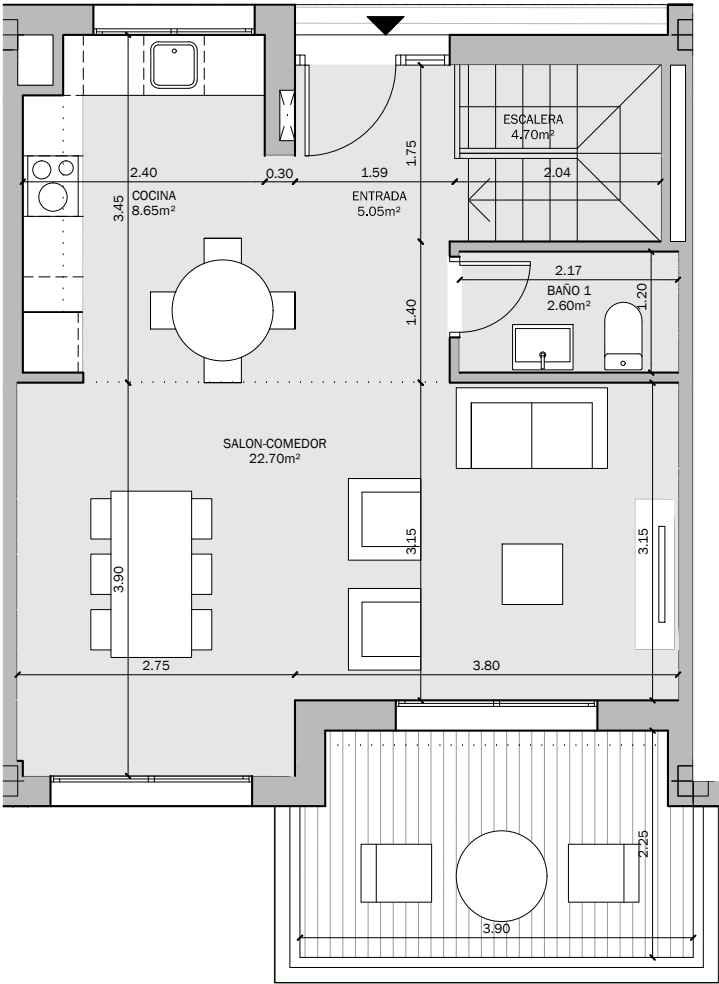 ESCALERA
4.70m²
1.75
2.40
0.30
1.59
2.04
COCINA
8.65m²
ENTRADA
5.05m²
3.45
2.17
BAÑO 1
2.60m²
1.20
1.40
SALON-COMEDOR
22.70m²
3.15
3.15
3.90
2.75
3.80
2.25
3.90